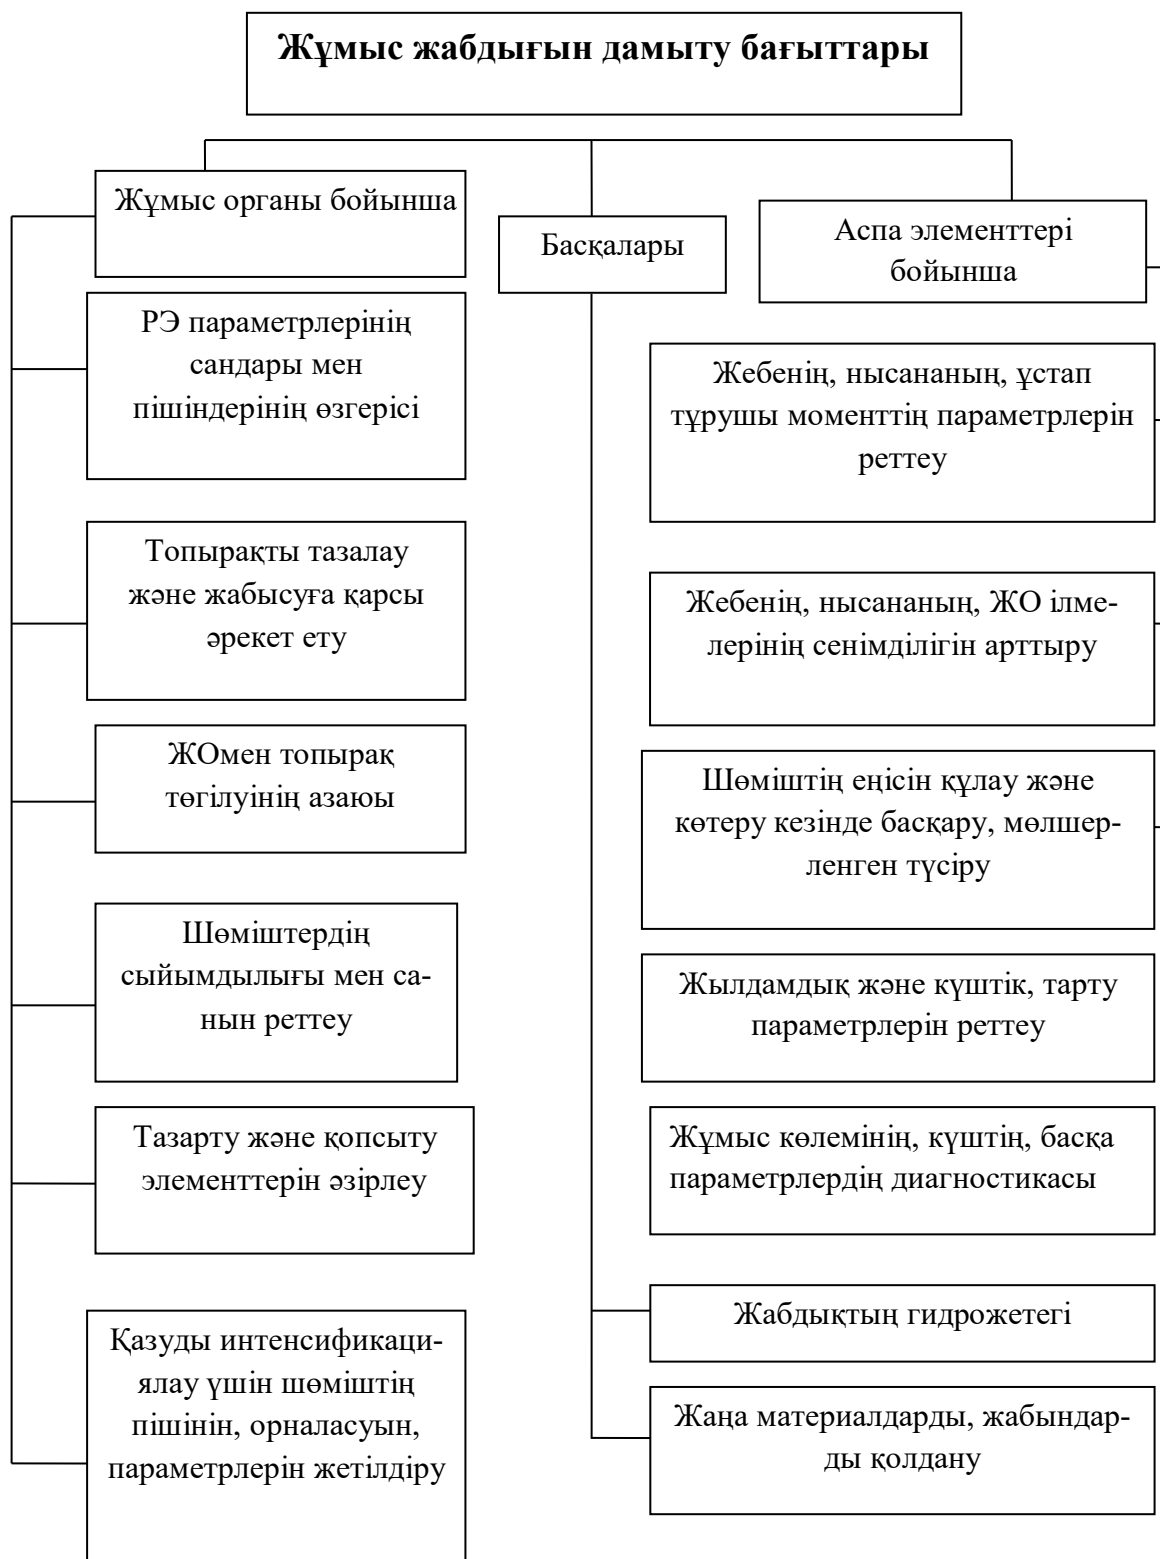 Жұмыс жабдығын дамыту бағыттары
Жұмыс органы бойынша
РЭ параметрлерінің
сандары мен
пішіндерінің өзгерісі
Топырақты тазалау
және жабысуға қарсы
әрекет ету
ЖОмен топырақ
төгілуінің азаюы
Шөміштердің
сыйымдылығы мен са-
нын реттеу
Тазарту және қопсыту
элементтерін әзірлеу
Қазуды интенсификаци-
ялау үшін шөміштің
пішінін, орналасуын,
параметрлерін жетілдіру
Басқалары
Аспа элементтері
бойынша
Жебенің, нысананың, ұстап
тұрушы моменттің параметрлерін
реттеу
Жебенің, нысананың, ЖО ілме-
лерінің сенімділігін арттыру
Шөміштің еңісін құлау және
көтеру кезінде басқару, мөлшер-
ленген түсіру
Жылдамдық және күштік, тарту
параметрлерін реттеу
Жұмыс көлемінің, күштің, басқа
параметрлердің диагностикасы
Жабдықтың гидрожетегі
Жаңа материалдарды, жабындар-
ды қолдану